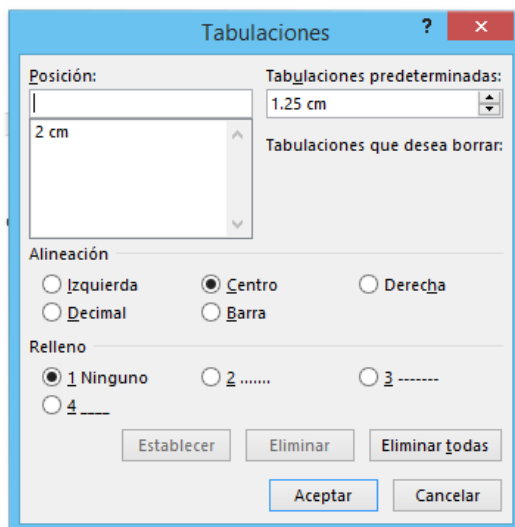 Tabulaciones ?
Posición: Tabulaciones predeterminadas:
1.25 cm
2 cm
Tabulaciones que desea borrar:
Alineación
Izquierda Centro Derecha
Decimal Barra
Relleno
1 Ninguno 2 ....... 3 -------
4 ____
Establecer Eliminar Eliminar todas
Aceptar Cancelar